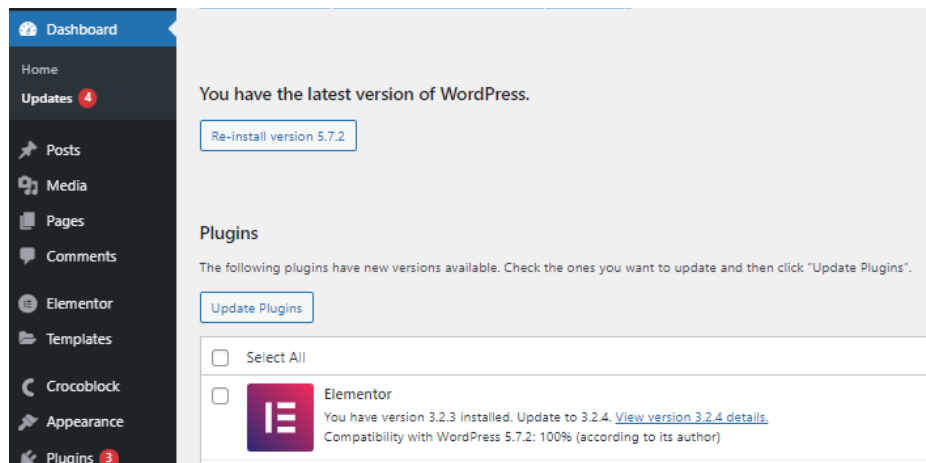 Dashboard
Home
Updates 4
Posts
Media
Pages
Comments
Elementor
Templates
Crocoblock
Appearance
Plugins 3
You have the latest version of WordPress.
Re-install version 5.7.2
Plugins
The following plugins have new versions available. Check the ones you want to update and then click “Update Plugins”.
Update Plugins
Select All
Elementor
You have version 3.2.3 installed. Update to 3.2.4. View version 3.2.4 details.
Compatibility with WordPress 5.7.2: 100% (according to its author)